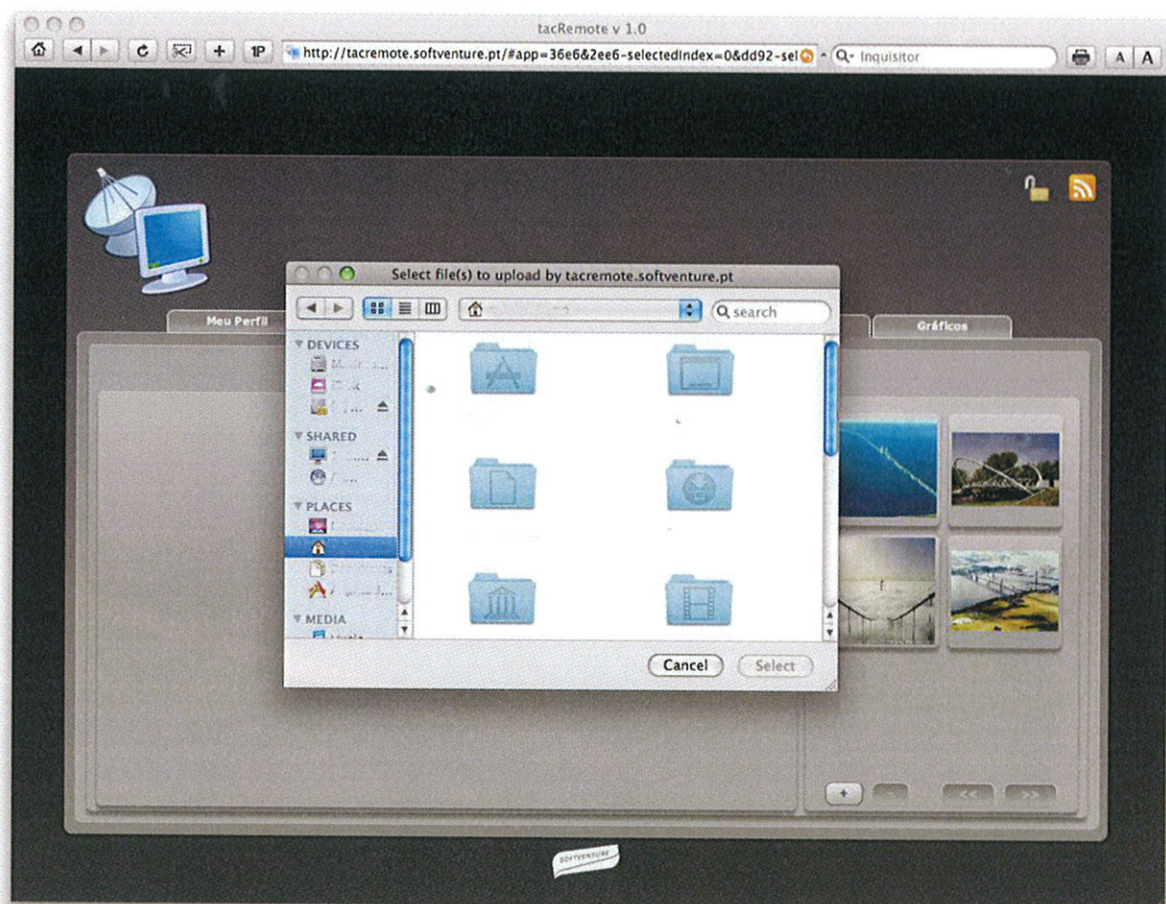 tacRemote v 1.0
1P
http://tacremote.softventure.pt/#app=36e6&2ee6-selectedIndex=0&dd92-sel
Inquisitor
A A
Select file(s) to upload by tacremote.softventure.pt
search
Meu Perfil
Gráficos
DEVICES
SHARED
PLACES
MEDIA
Cancel
Select
+
-
<<
>>
SOFTVENTURE